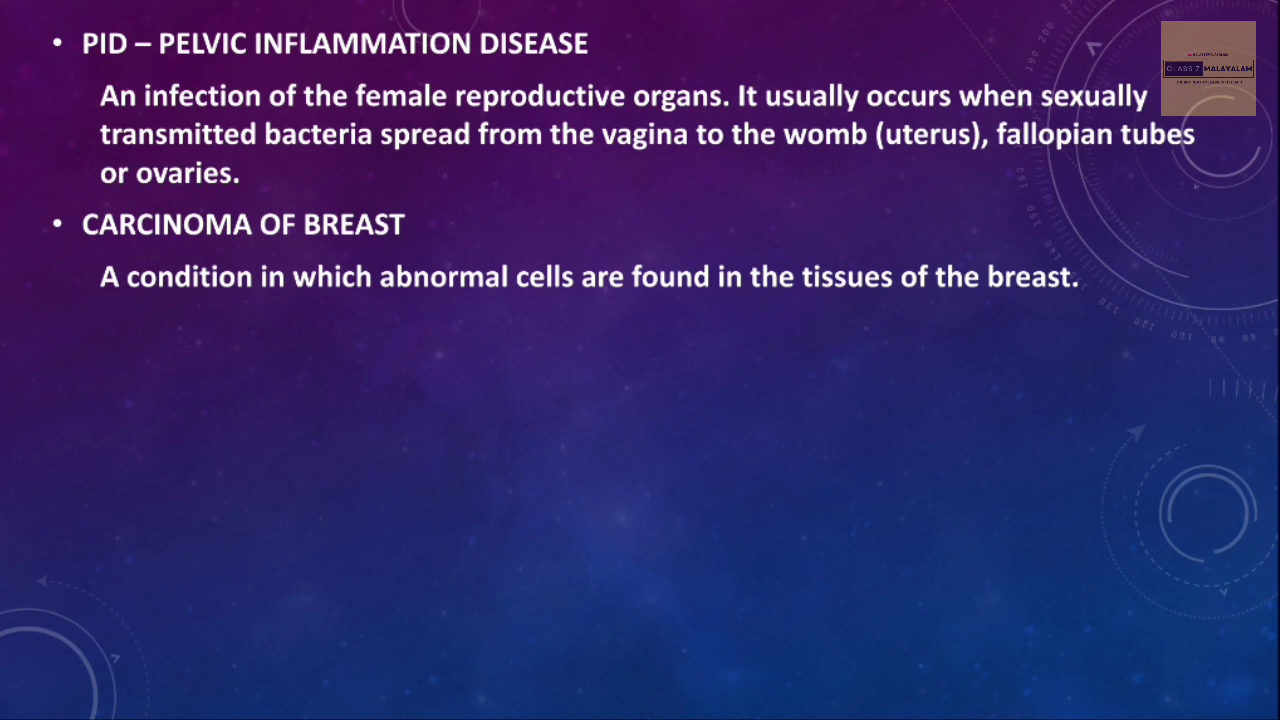 • PID – PELVIC INFLAMMATION DISEASE
An infection of the female reproductive organs. It usually occurs when sexually
transmitted bacteria spread from the vagina to the womb (uterus), fallopian tubes
or ovaries.
• CARCINOMA OF BREAST
A condition in which abnormal cells are found in the tissues of the breast.
CLASS 7 MALAYALAM